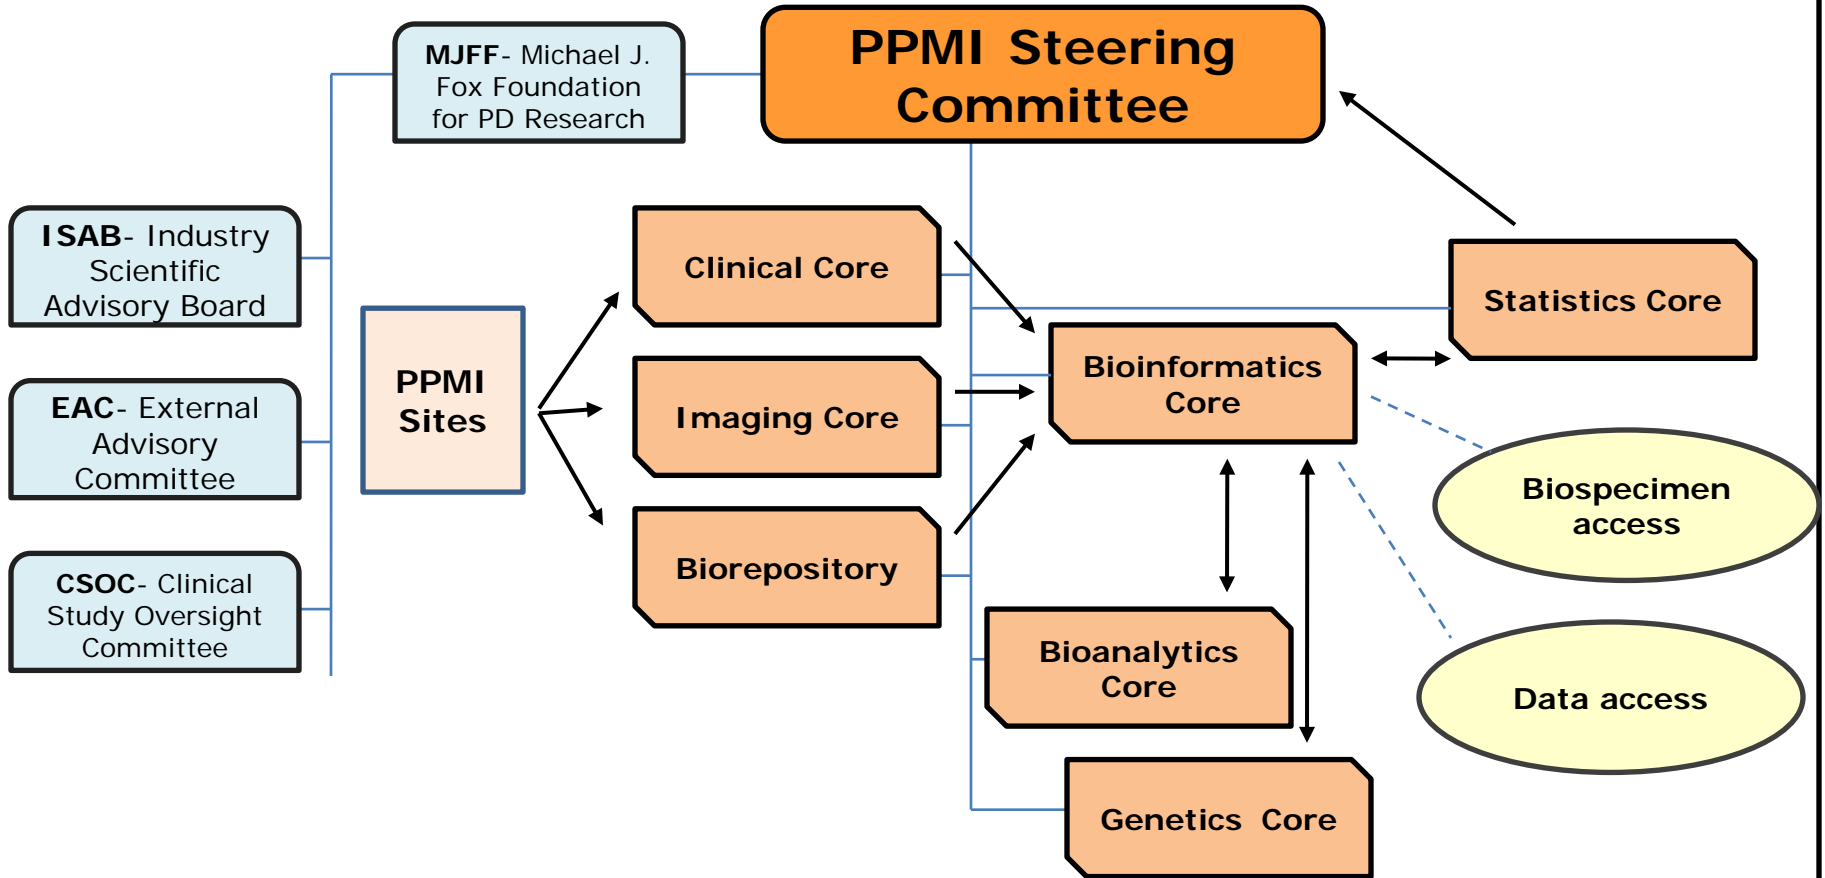 MJFF- Michael J.
Fox Foundation
for PD Research
PPMI Steering
Committee
ISAB- Industry
Scientific
Advisory Board
EAC- External
Advisory
Committee
CSOC- Clinical
Study Oversight
Committee
PPMI
Sites
Clinical Core
Imaging Core
Biorepository
Bioinformatics
Core
Statistics Core
Bioanalytics
Core
Genetics Core
Biospecimen
access
Data access